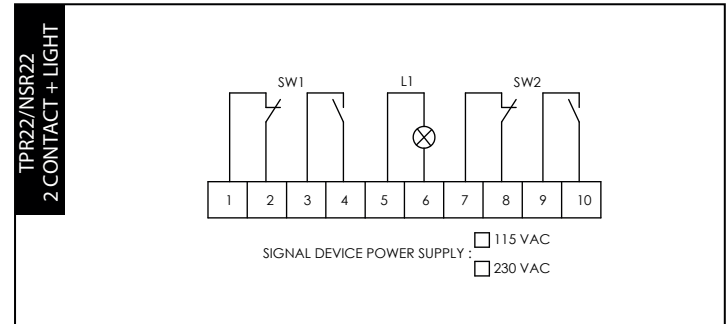 TPR22/NSR22
2 CONTACT + LIGHT
SW1 L1 SW2
1 2 3 4 5 6 7 8 9 10
SIGNAL DEVICE POWER SUPPLY : 115 VAC
230 VAC